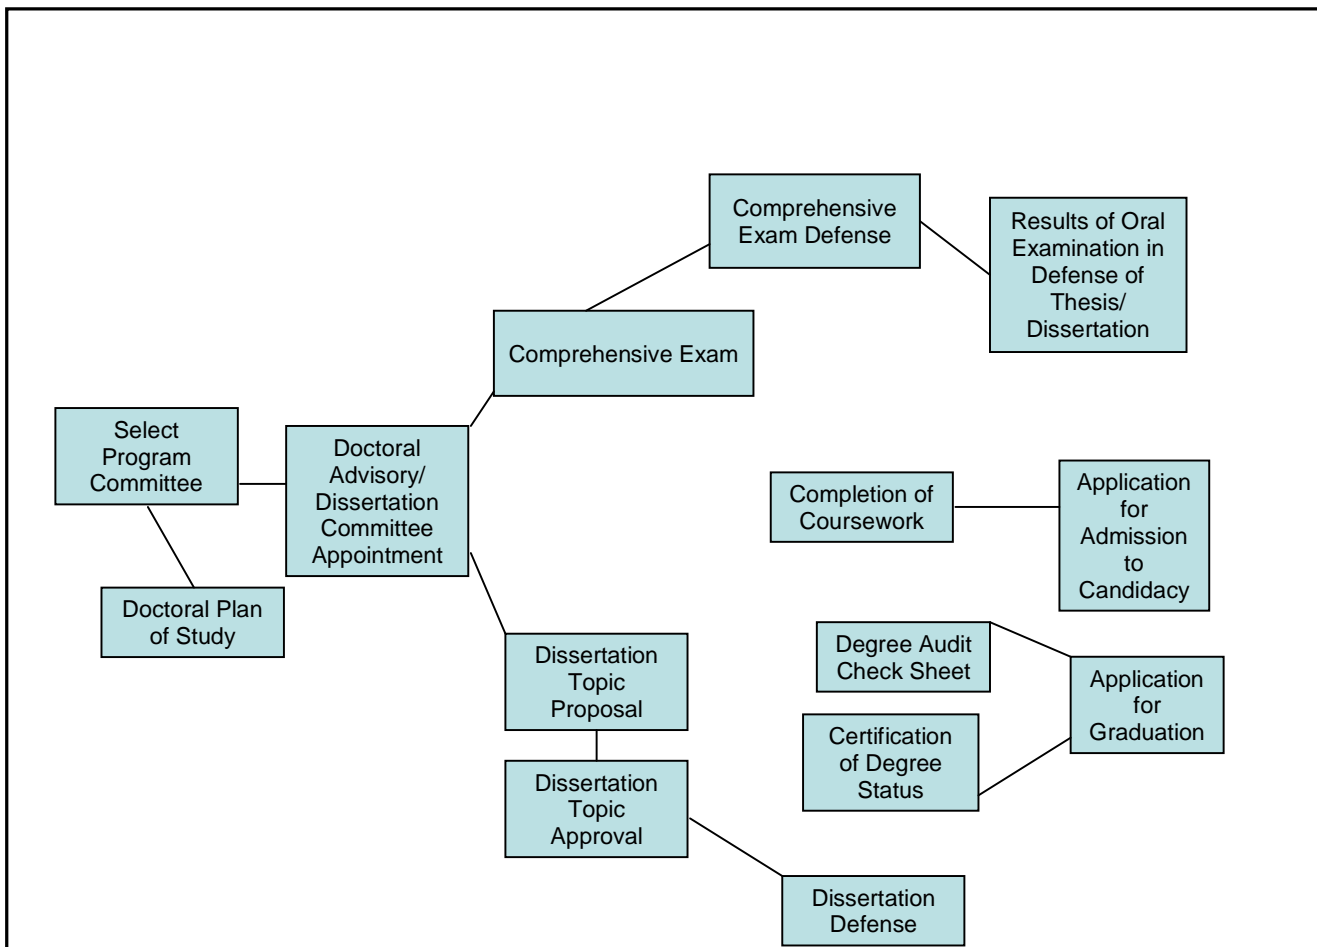 Comprehensive
Exam Defense
Results of Oral
Examination in
Defense of
Thesis/
Dissertation
Comprehensive Exam
Select
Program
Committee
Doctoral
Advisory/
Dissertation
Committee
Appointment
Completion of
Coursework
Application
for
Admission
to
Candidacy
Doctoral Plan
of Study
Dissertation
Topic
Proposal
Degree Audit
Check Sheet
Application
for
Graduation
Certification
of Degree
Status
Dissertation
Topic
Approval
Dissertation
Defense